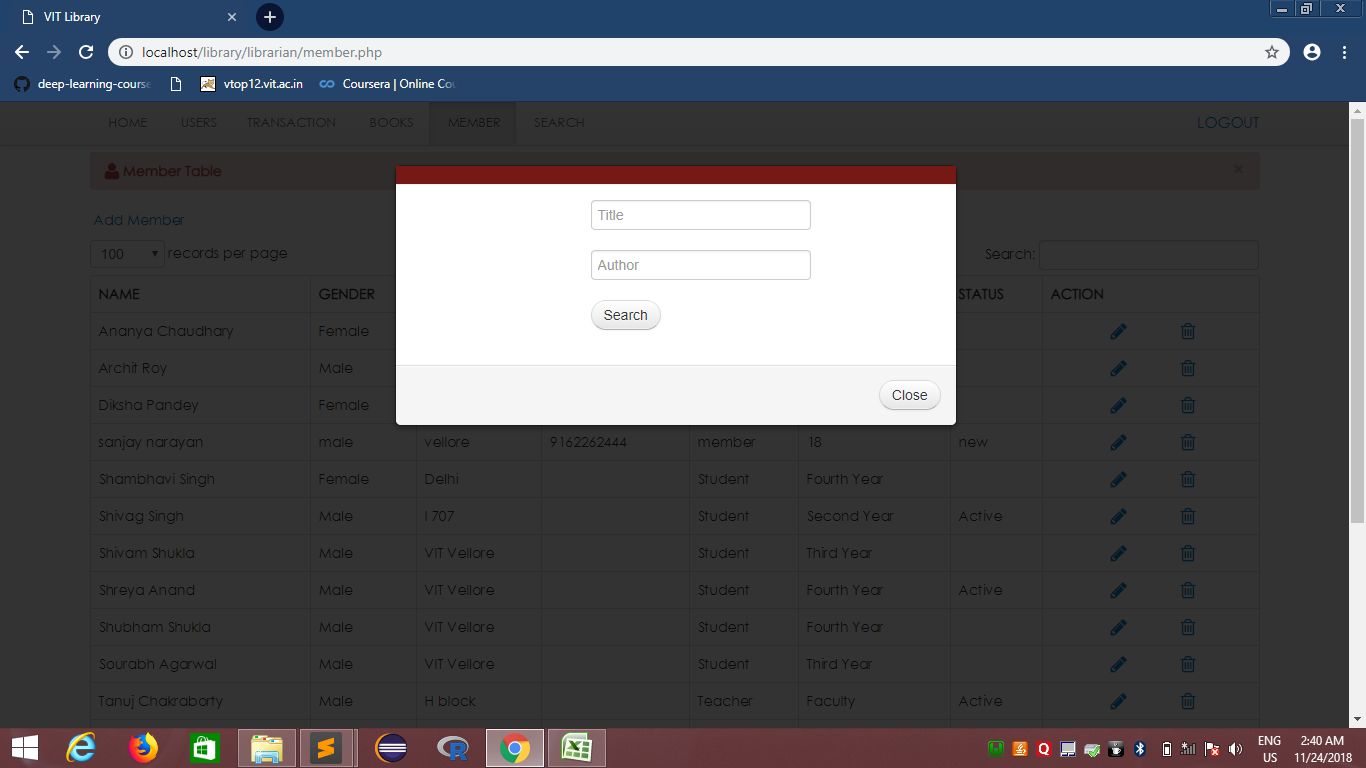 VIT Library
localhost/library/librarian/member.php
deep-learning-course
vtop12.vit.ac.in
Coursera | Online Co
HOME USERS TRANSACTION BOOKS MEMBER SEARCH LOGOUT
Member Table ×
Title
Add Member
100 records per page
Search:
Author
NAME GENDER STATUS ACTION
Search
Ananya Chaudhary Female
Archit Roy Male
Close
Diksha Pandey Female
sanjay narayan male vellore 9162262444 member 18 new
Shambhavi Singh Female Delhi Student Fourth Year
Shivag Singh Male I 707 Student Second Year Active
Shivam Shukla Male VIT Vellore Student Third Year
Shreya Anand Male VIT Vellore Student Fourth Year Active
Shubham Shukla Male VIT Vellore Student Fourth Year
Sourabh Agarwal Male VIT Vellore Student Third Year
Tanuj Chakraborty Male H block Teacher Faculty Active
ENG 2:40 AM
US 11/24/2018